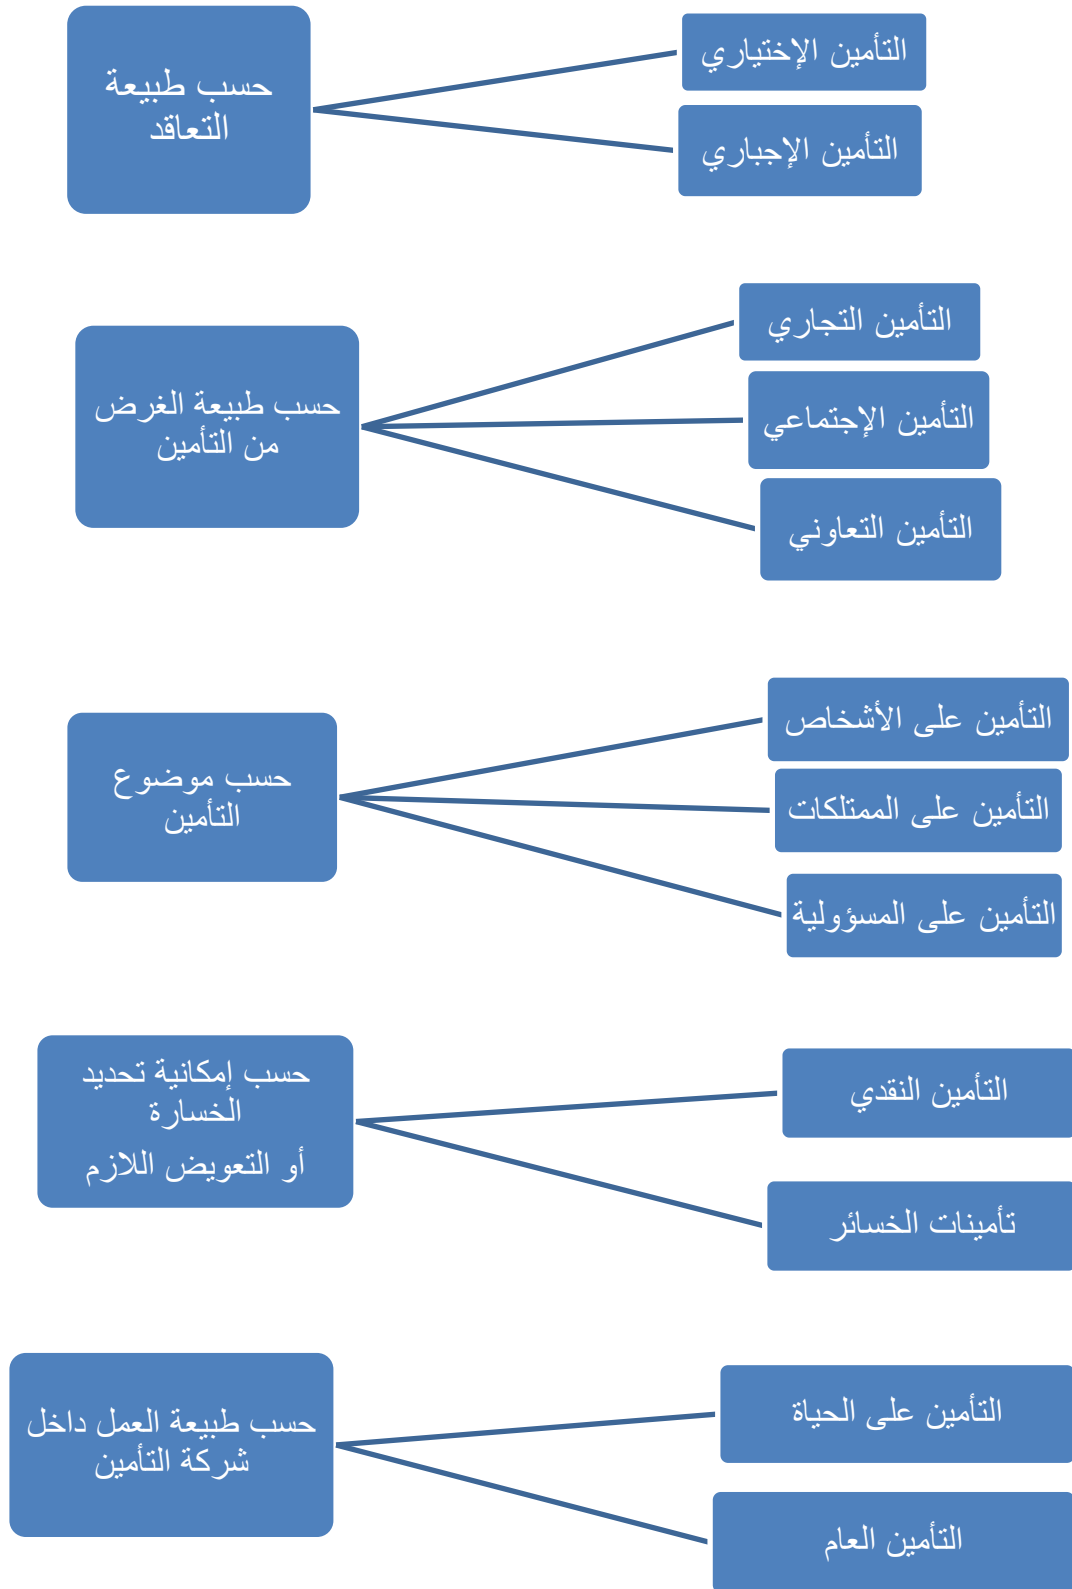 حسب طبيعة
التعاقد
التأمين الإختياري
التأمين الإجباري
حسب طبيعة الغرض
من التأمين
التأمين التجاري
التأمين الإجتماعي
التأمين التعاوني
حسب موضوع
التأمين
التأمين على الأشخاص
التأمين على الممتلكات
التأمين على المسؤولية
حسب إمكانية تحديد
الخسارة
أو التعويض اللازم
التأمين النقدي
تأمينات الخسائر
حسب طبيعة العمل داخل
شركة التأمين
التأمين على الحياة
التأمين العام